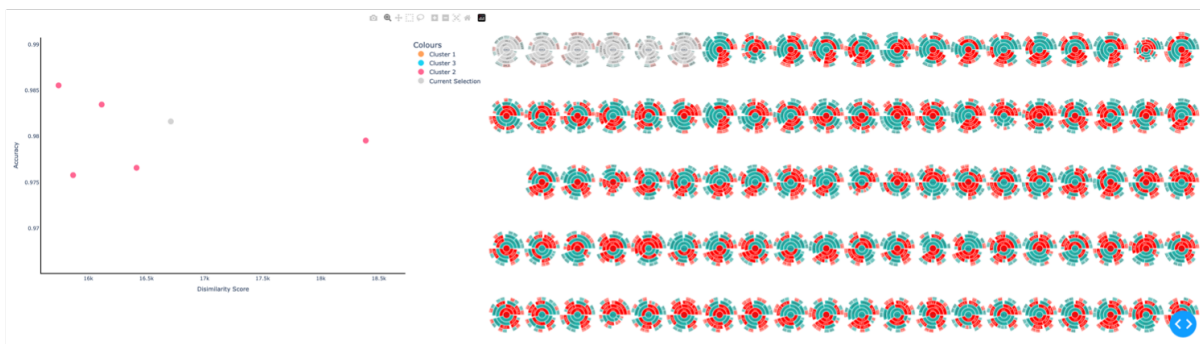 Colours
Cluster 1
Cluster 3
Cluster 2
Current Selection
0.99
0.985
0.98
0.975
0.97
Accuracy
16k
16.5k
17k
17.5k
18k
18.5k
Disimilarity Score